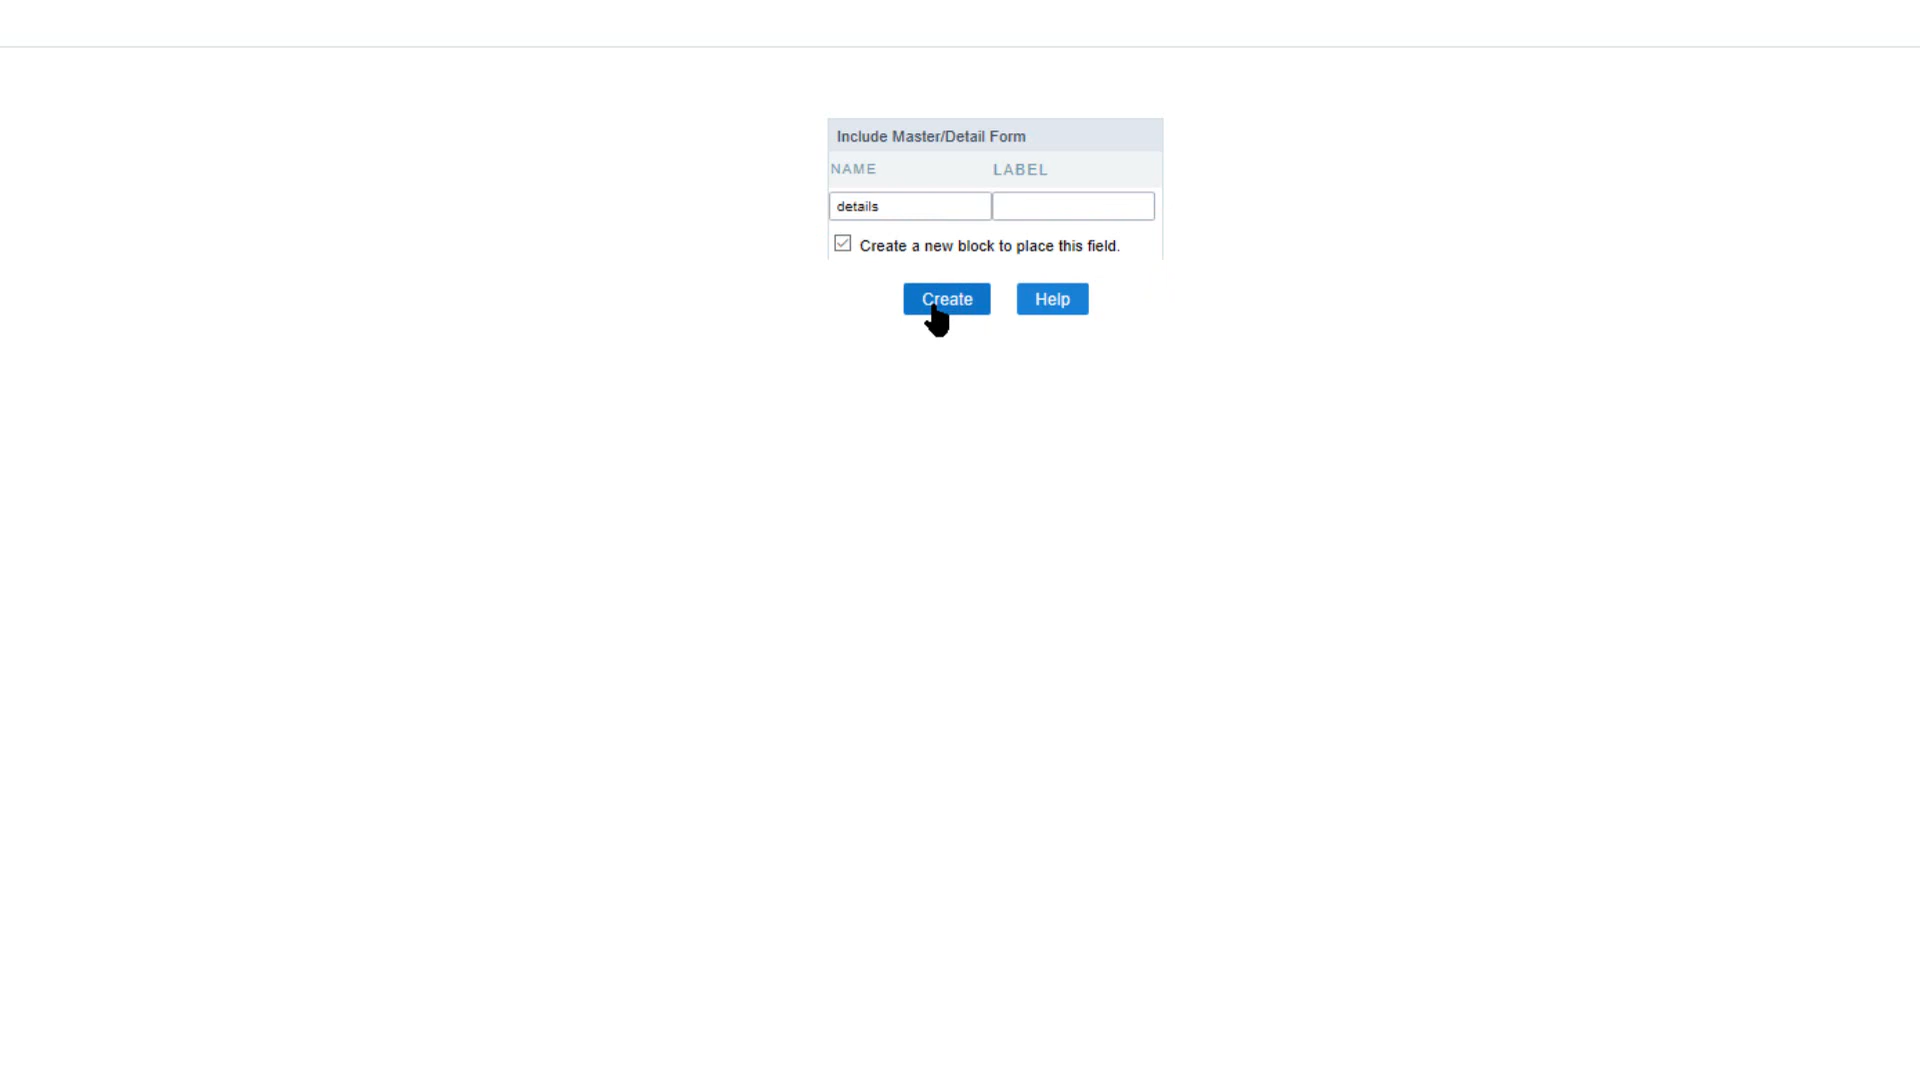 Include Master/Detail Form
NAME LABEL
details
Create a new block to place this field.
Create Help